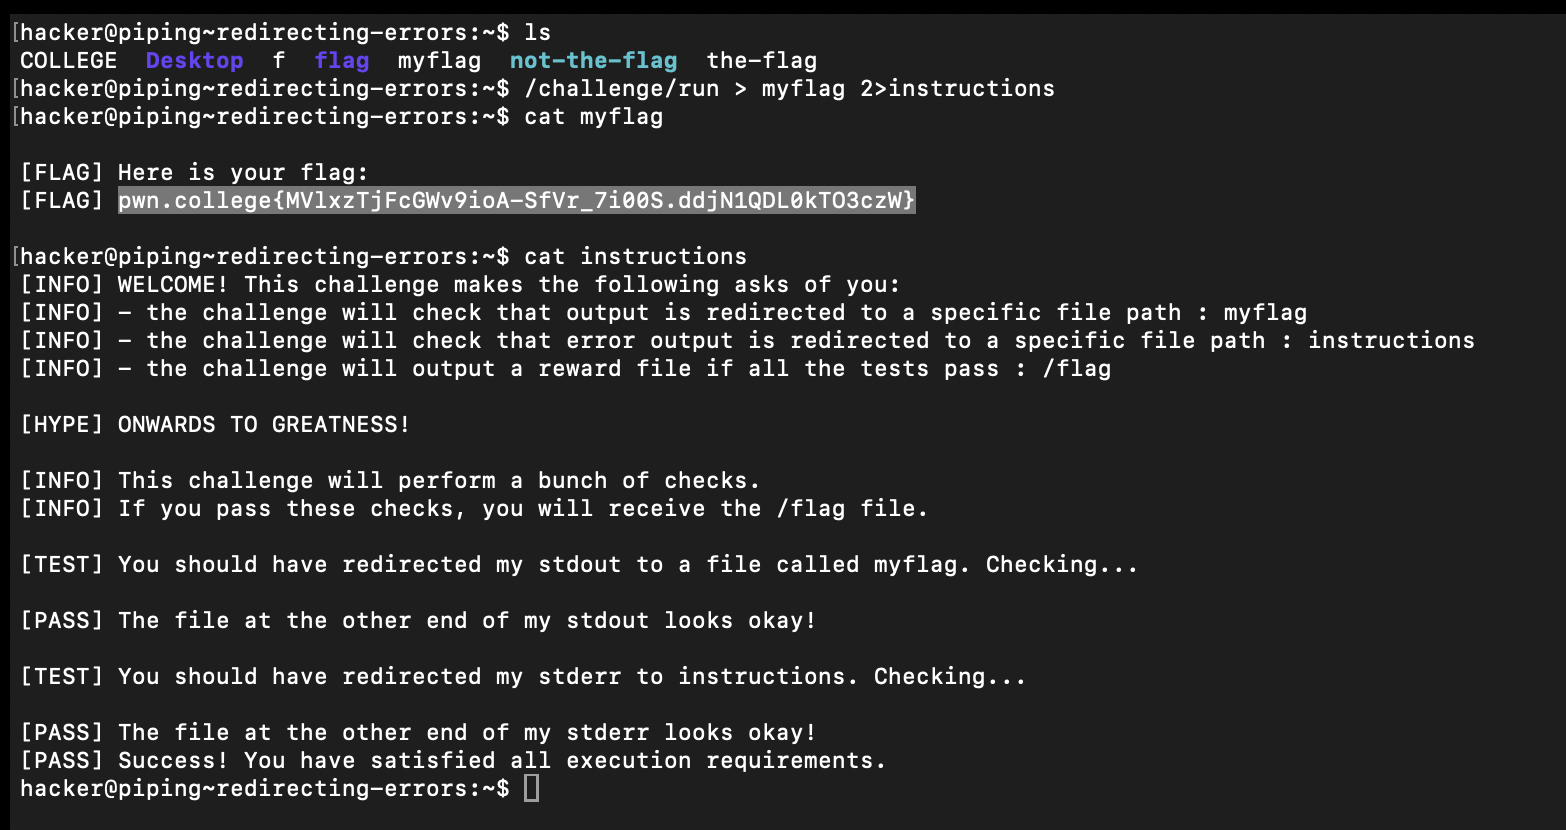 [hacker@piping~redirecting-errors:~$ ls
COLLEGE  Desktop  f  flag  myflag  not-the-flag  the-flag
[hacker@piping~redirecting-errors:~$ /challenge/run > myflag 2>instructions
[hacker@piping~redirecting-errors:~$ cat myflag
[FLAG] Here is your flag:
[FLAG] pwn.college{MVlxzTjFcGWv9ioA-SfVr_7i00S.ddjN1QDL0kTO3czW}
[hacker@piping~redirecting-errors:~$ cat instructions
[INFO] WELCOME! This challenge makes the following asks of you:
[INFO] - the challenge will check that output is redirected to a specific file path : myflag
[INFO] - the challenge will check that error output is redirected to a specific file path : instructions
[INFO] - the challenge will output a reward file if all the tests pass : /flag
[HYPE] ONWARDS TO GREATNESS!
[INFO] This challenge will perform a bunch of checks.
[INFO] If you pass these checks, you will receive the /flag file.
[TEST] You should have redirected my stdout to a file called myflag. Checking...
[PASS] The file at the other end of my stdout looks okay!
[TEST] You should have redirected my stderr to instructions. Checking...
[PASS] The file at the other end of my stderr looks okay!
[PASS] Success! You have satisfied all execution requirements.
hacker@piping~redirecting-errors:~$